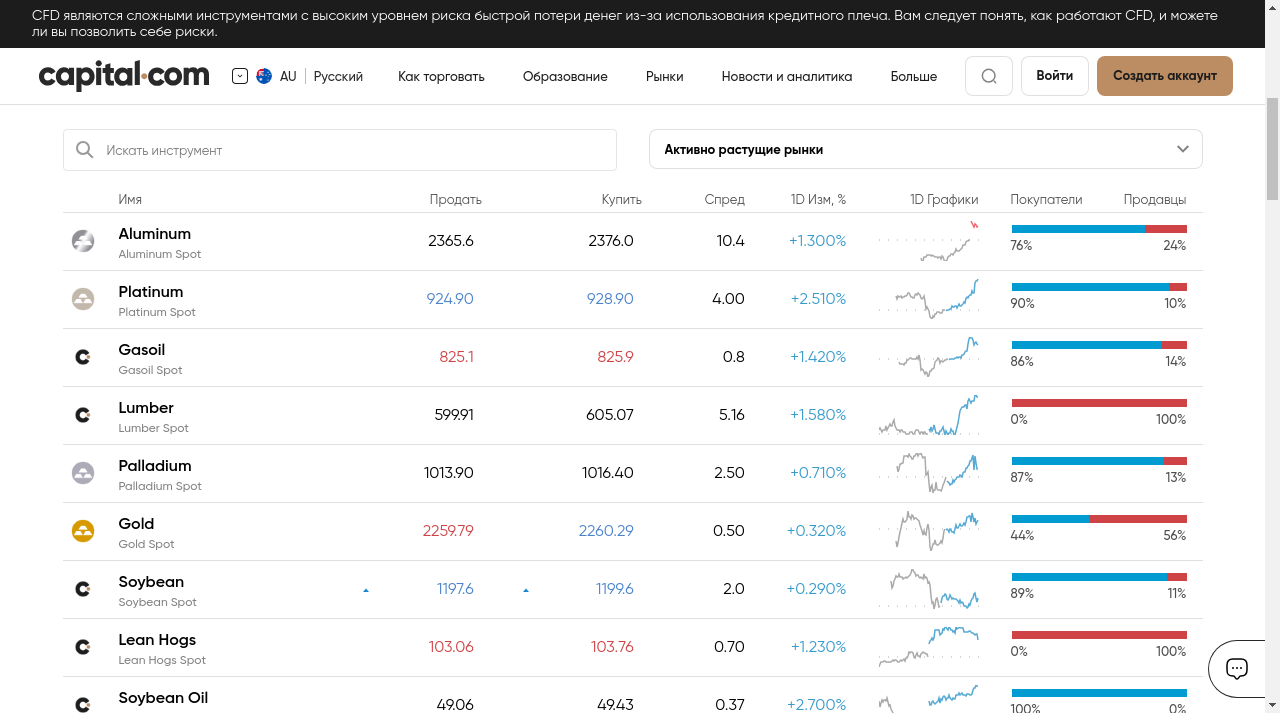 CFD являются сложными инструментами с высоким уровнем риска быстрой потери денег из-за использования кредитного плеча. Вам следует понять, как работают CFD, и можете
ли вы позволить себе риски.
capital.com AU Русский Как торговать Образование Рынки Новости и аналитика Больше Войти Создать аккаунт
Искать инструмент Активно растущие рынки
Имя Продать Купить Спред 1D Изм, % 1D Графики Покупатели Продавцы
Aluminum 2365.6 2376.0 10.4 +1.300%
Aluminum Spot 76% 24%
Platinum 924.90 928.90 4.00 +2.510%
Platinum Spot 90% 10%
Gasoil 825.1 825.9 0.8 +1.420%
Gasoil Spot 86% 14%
Lumber 599.91 605.07 5.16 +1.580%
Lumber Spot 0% 100%
Palladium 1013.90 1016.40 2.50 +0.710%
Palladium Spot 87% 13%
Gold 2259.79 2260.29 0.50 +0.320%
Gold Spot 44% 56%
Soybean 1197.6 1199.6 2.0 +0.290%
Soybean Spot 89% 11%
Lean Hogs 103.06 103.76 0.70 +1.230%
Lean Hogs Spot 0% 100%
Soybean Oil 49.06 49.43 0.37 +2.700%
100% 0%